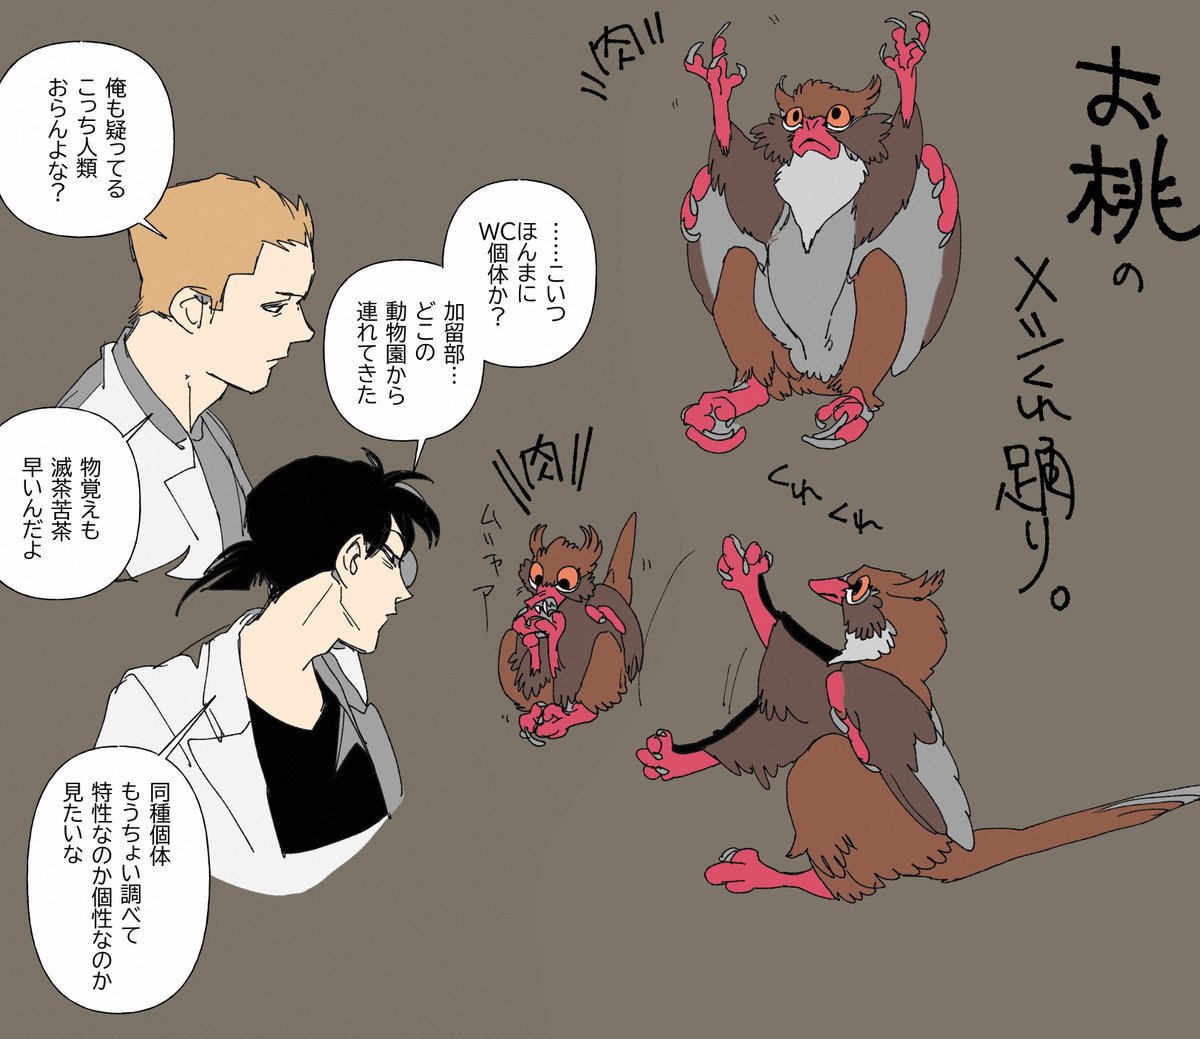 お桃の
メシくれ踊り。
肉
くれ
くれ
肉
ムシャア
……こいつ
ほんまに
WC個体か？
加留部…
どこの
動物園から
連れてきた
俺も疑ってる
こっち人類
おらんよな？
物覚えも
滅茶苦茶
早いんだよ
同種個体
もうちょい調べて
特性なのか個性なのか
見たいな